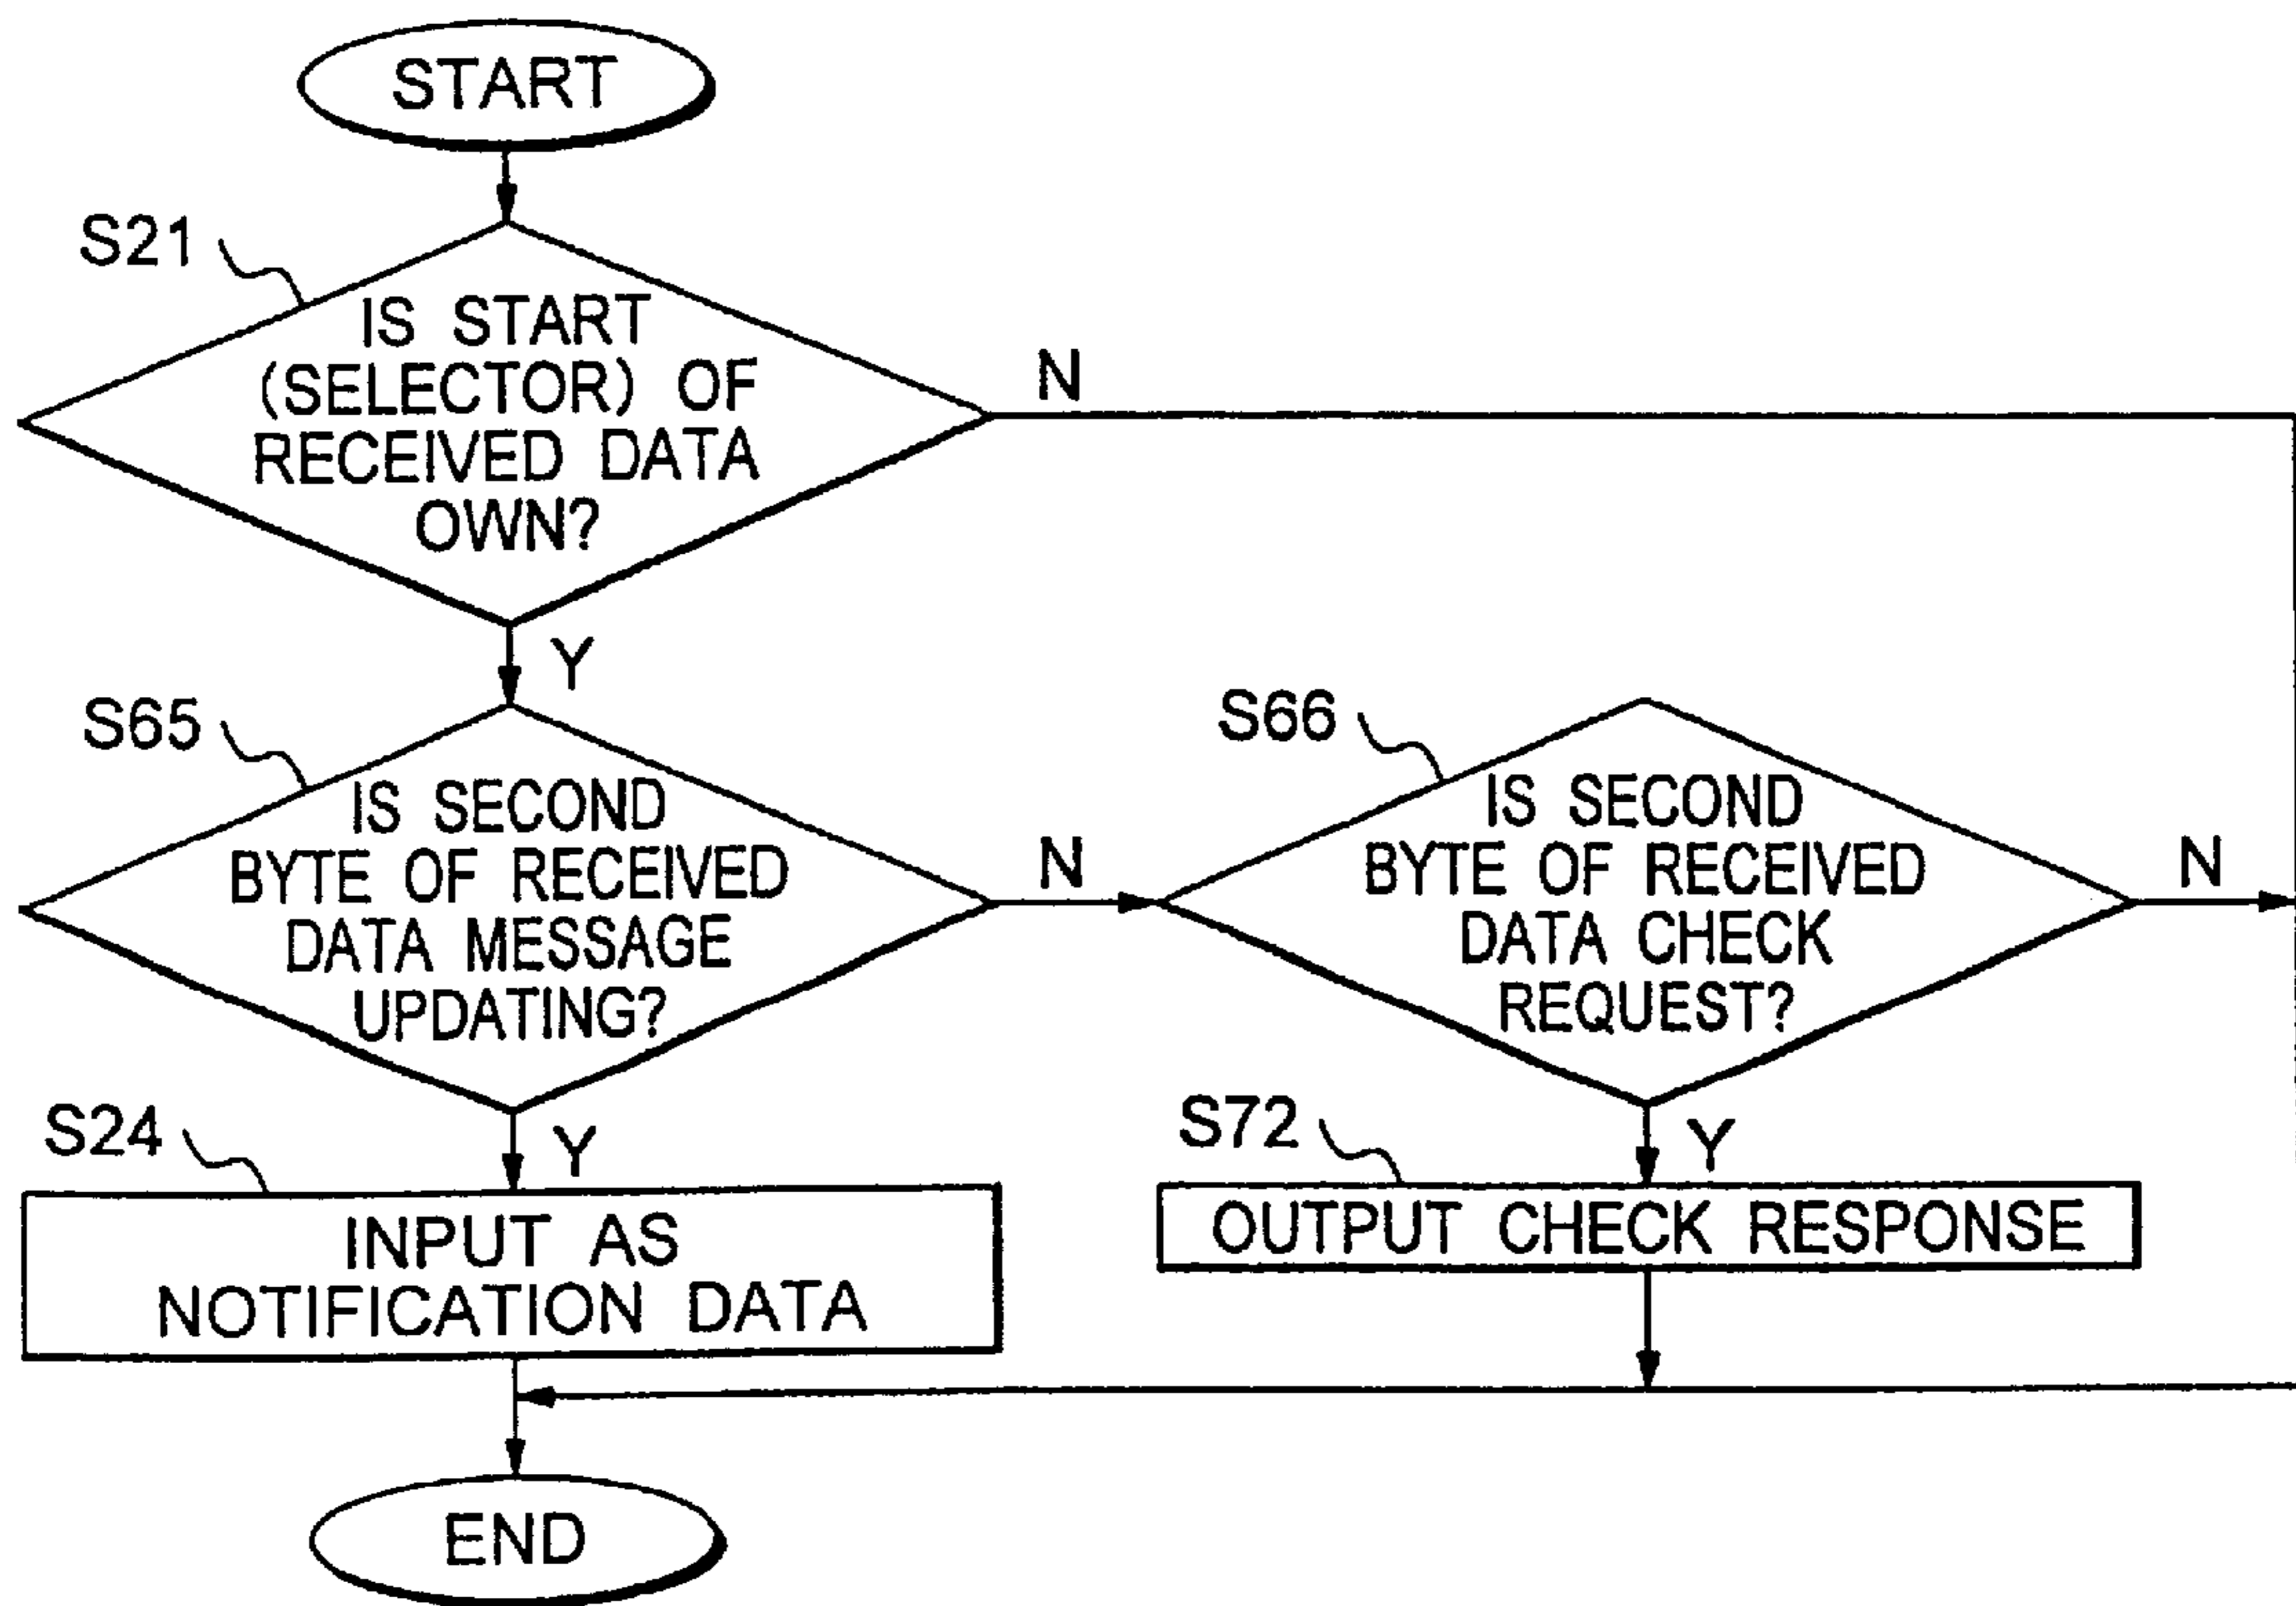 START
S21
IS START
(SELECTOR) OF
RECEIVED DATA
OWN?
N
Y
S65
IS SECOND
BYTE OF RECEIVED
DATA MESSAGE
UPDATING?
N
S66
IS SECOND
BYTE OF RECEIVED
DATA CHECK
REQUEST?
N
Y
S24
INPUT AS
NOTIFICATION DATA
Y
S72
OUTPUT CHECK RESPONSE
END